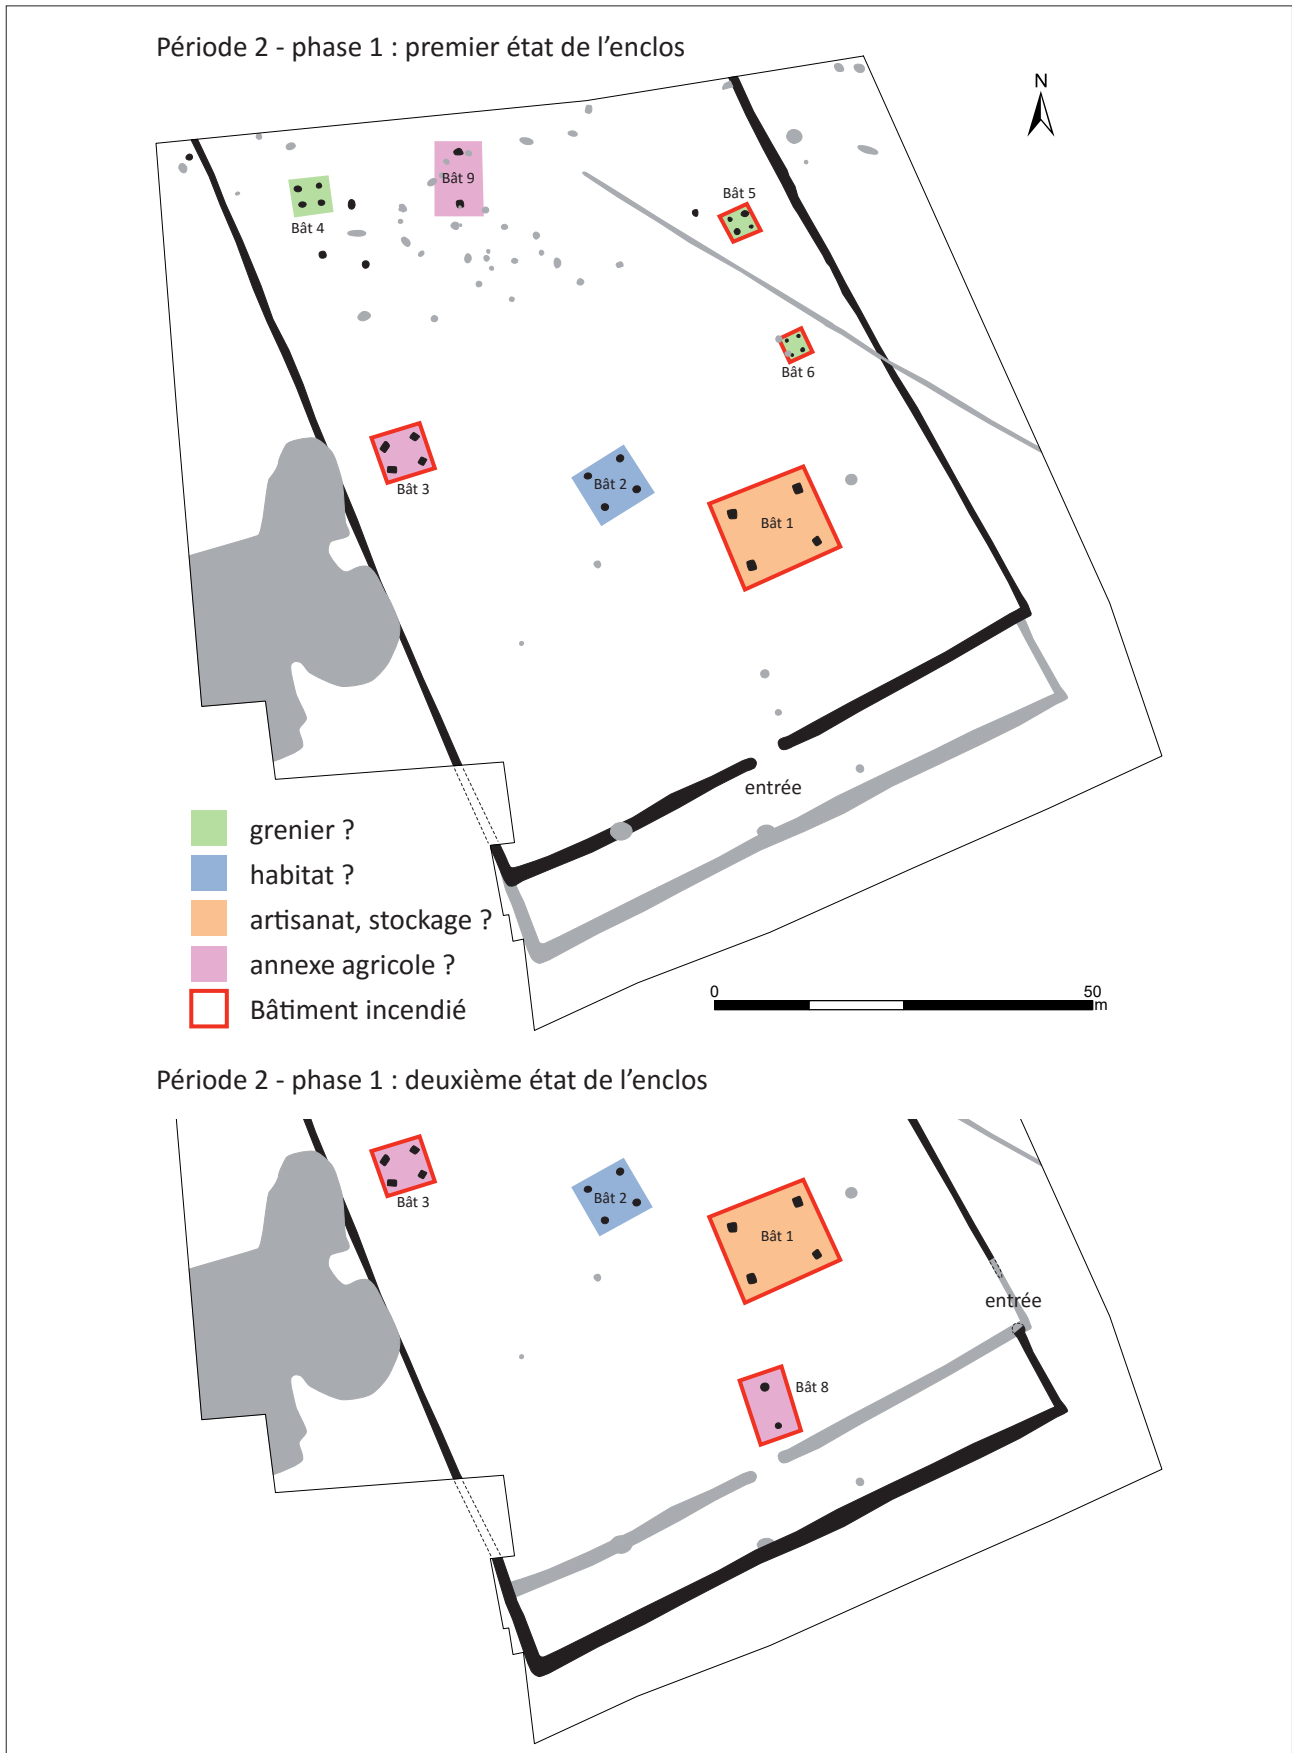 Période 2 - phase 1 : premier état de l’enclos
N
Bât 9
Bât 4
Bât 5
Bât 6
Bât 3
Bât 2
Bât 1
entrée
grenier ?
habitat ?
artisanat, stockage ?
annexe agricole ?
Bâtiment incendié
0 50
m
Période 2 - phase 1 : deuxième état de l’enclos
Bât 3
Bât 2
Bât 1
entrée
Bât 8